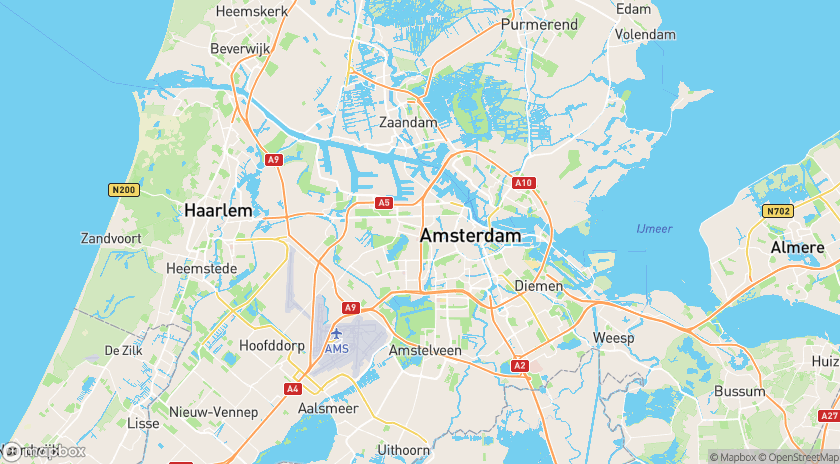 Heemskerk
Edam
Purmerend
Volendam
Beverwijk
Zaandam
A9
A10
N200
A5
Haarlem
N702
IJmeer
Amsterdam
Zandvoort
Almere
Heemstede
Diemen
A9
AMS
Weesp
Hoofddorp
De Zilk
Amstelveen
Huiz
A2
A4
Bussum
Aalsmeer
Nieuw-Vennep
A27
Lisse
Uithoorn
mapbox
© Mapbox © OpenStreetMap